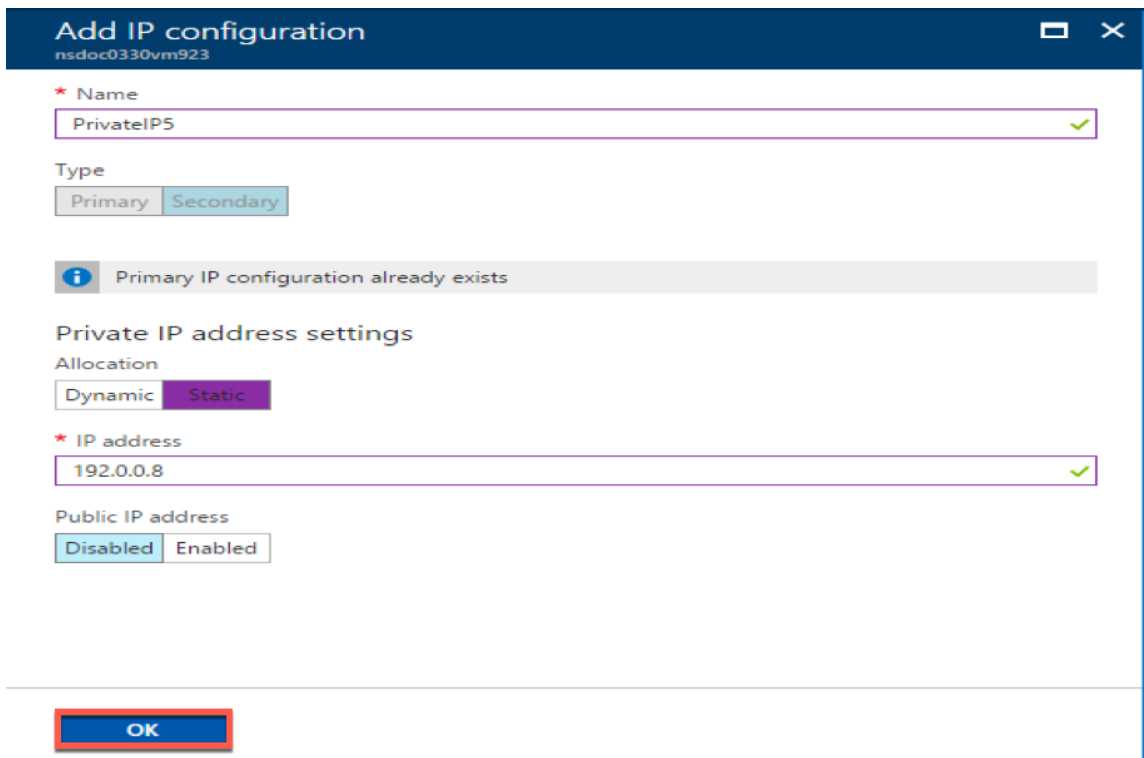 Add IP configuration
nsdoc0330vm923
* Name
PrivateIP5
Type
Primary Secondary
Primary IP configuration already exists
Private IP address settings
Allocation
Dynamic Static
* IP address
192.0.0.8
Public IP address
Disabled Enabled
OK